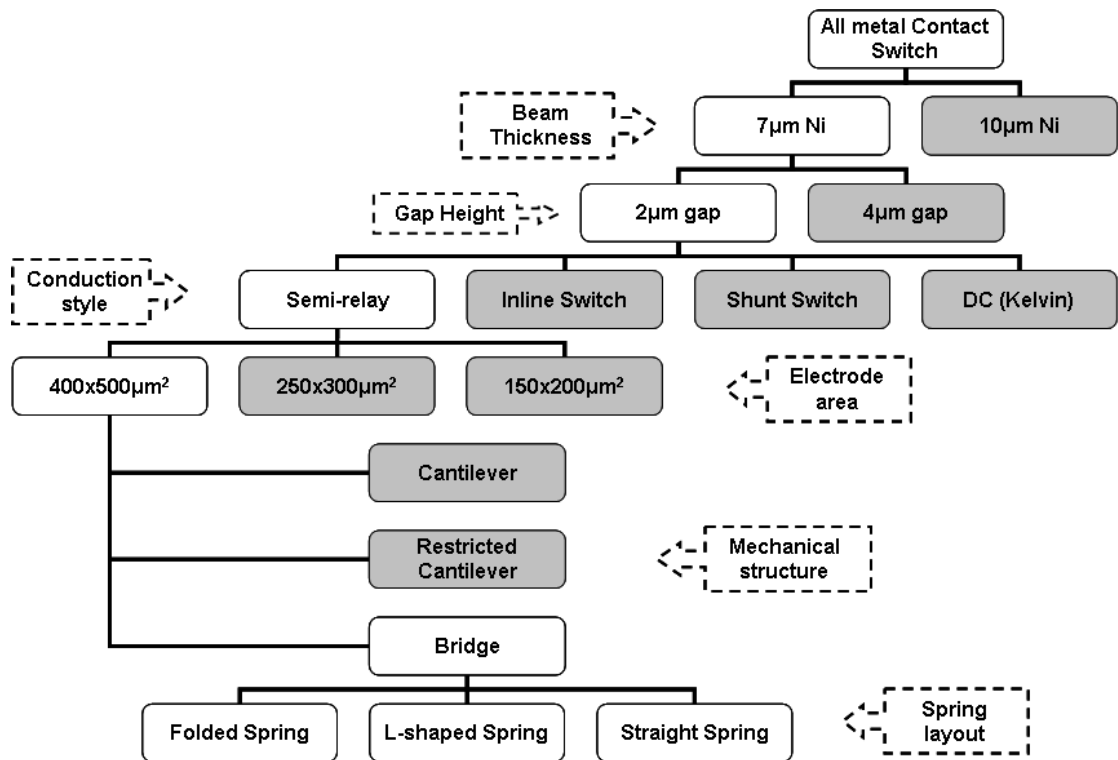 All metal Contact
Switch
Beam
Thickness
7µm Ni
10µm Ni
Gap Height
2µm gap
4µm gap
Conduction
style
Semi-relay
Inline Switch
Shunt Switch
DC (Kelvin)
400x500µm²
250x300µm²
150x200µm²
Electrode
area
Cantilever
Restricted
Cantilever
Mechanical
structure
Bridge
Folded Spring
L-shaped Spring
Straight Spring
Spring
layout